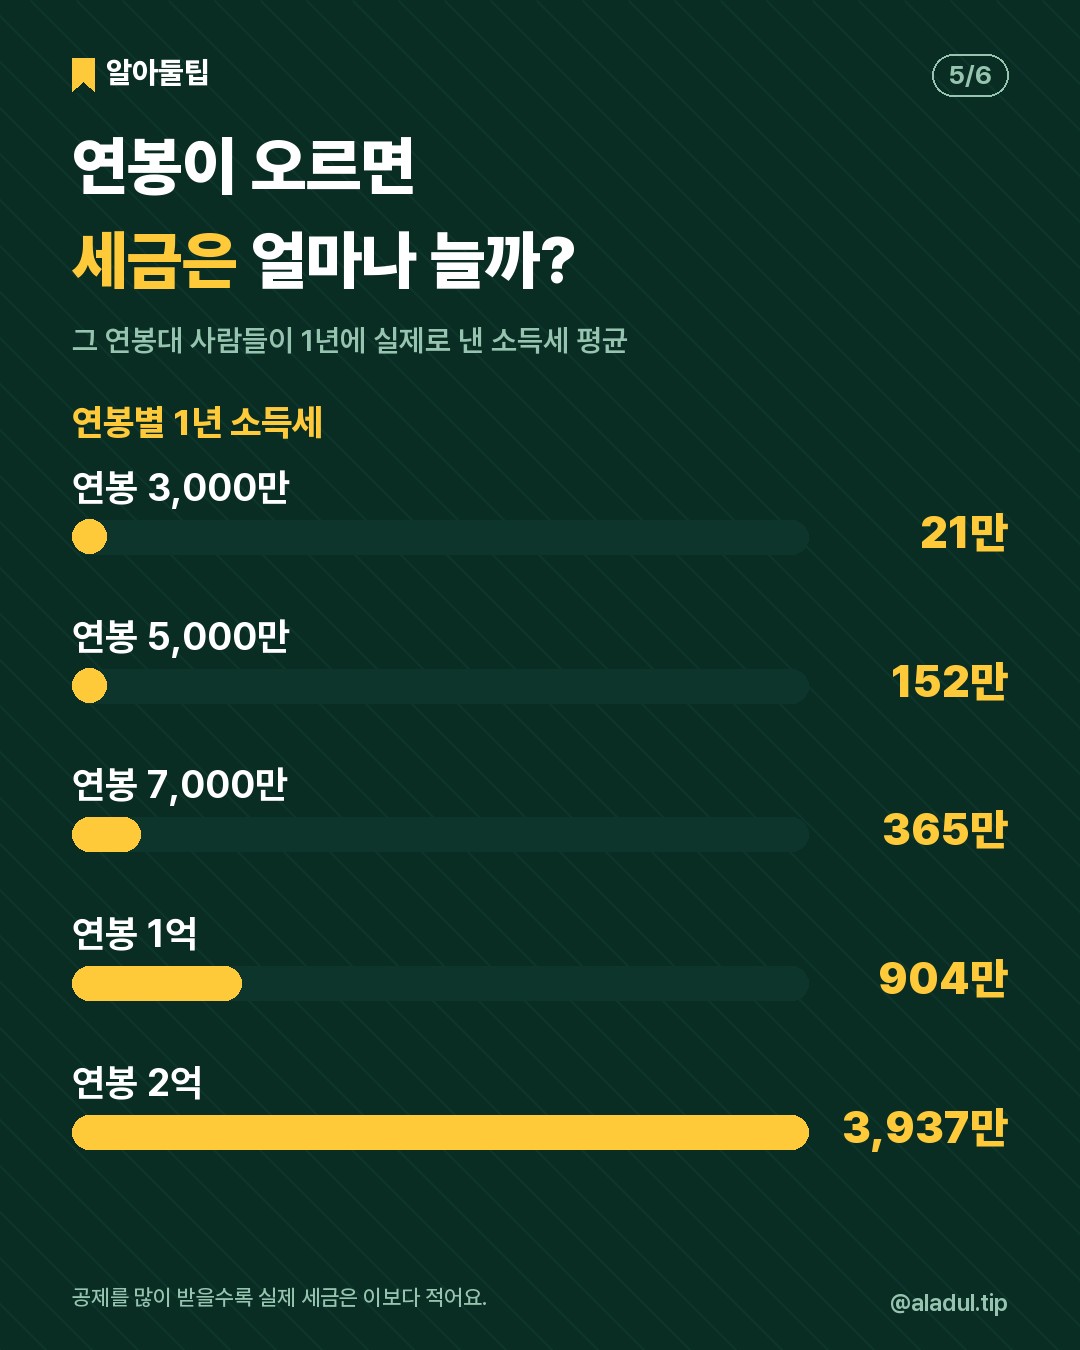 알아둘팁
5/6
연봉이 오르면
세금은 얼마나 늘까?
그 연봉대 사람들이 1년에 실제로 낸 소득세 평균
연봉별 1년 소득세
연봉 3,000만
21만
연봉 5,000만
152만
연봉 7,000만
365만
연봉 1억
904만
연봉 2억
3,937만
공제를 많이 받을수록 실제 세금은 이보다 적어요.
@aladul.tip